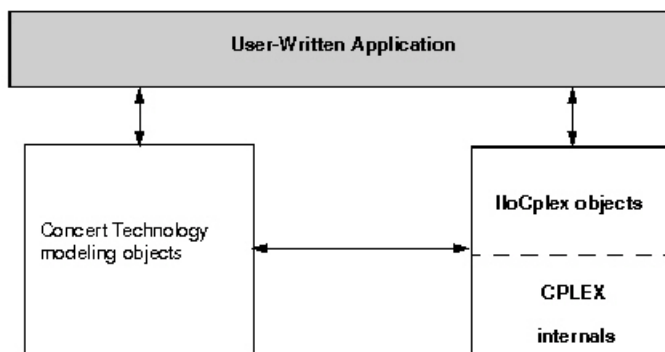 User-Written Application
Concert Technology
modeling objects
IloCplex objects
CPLEX
internals